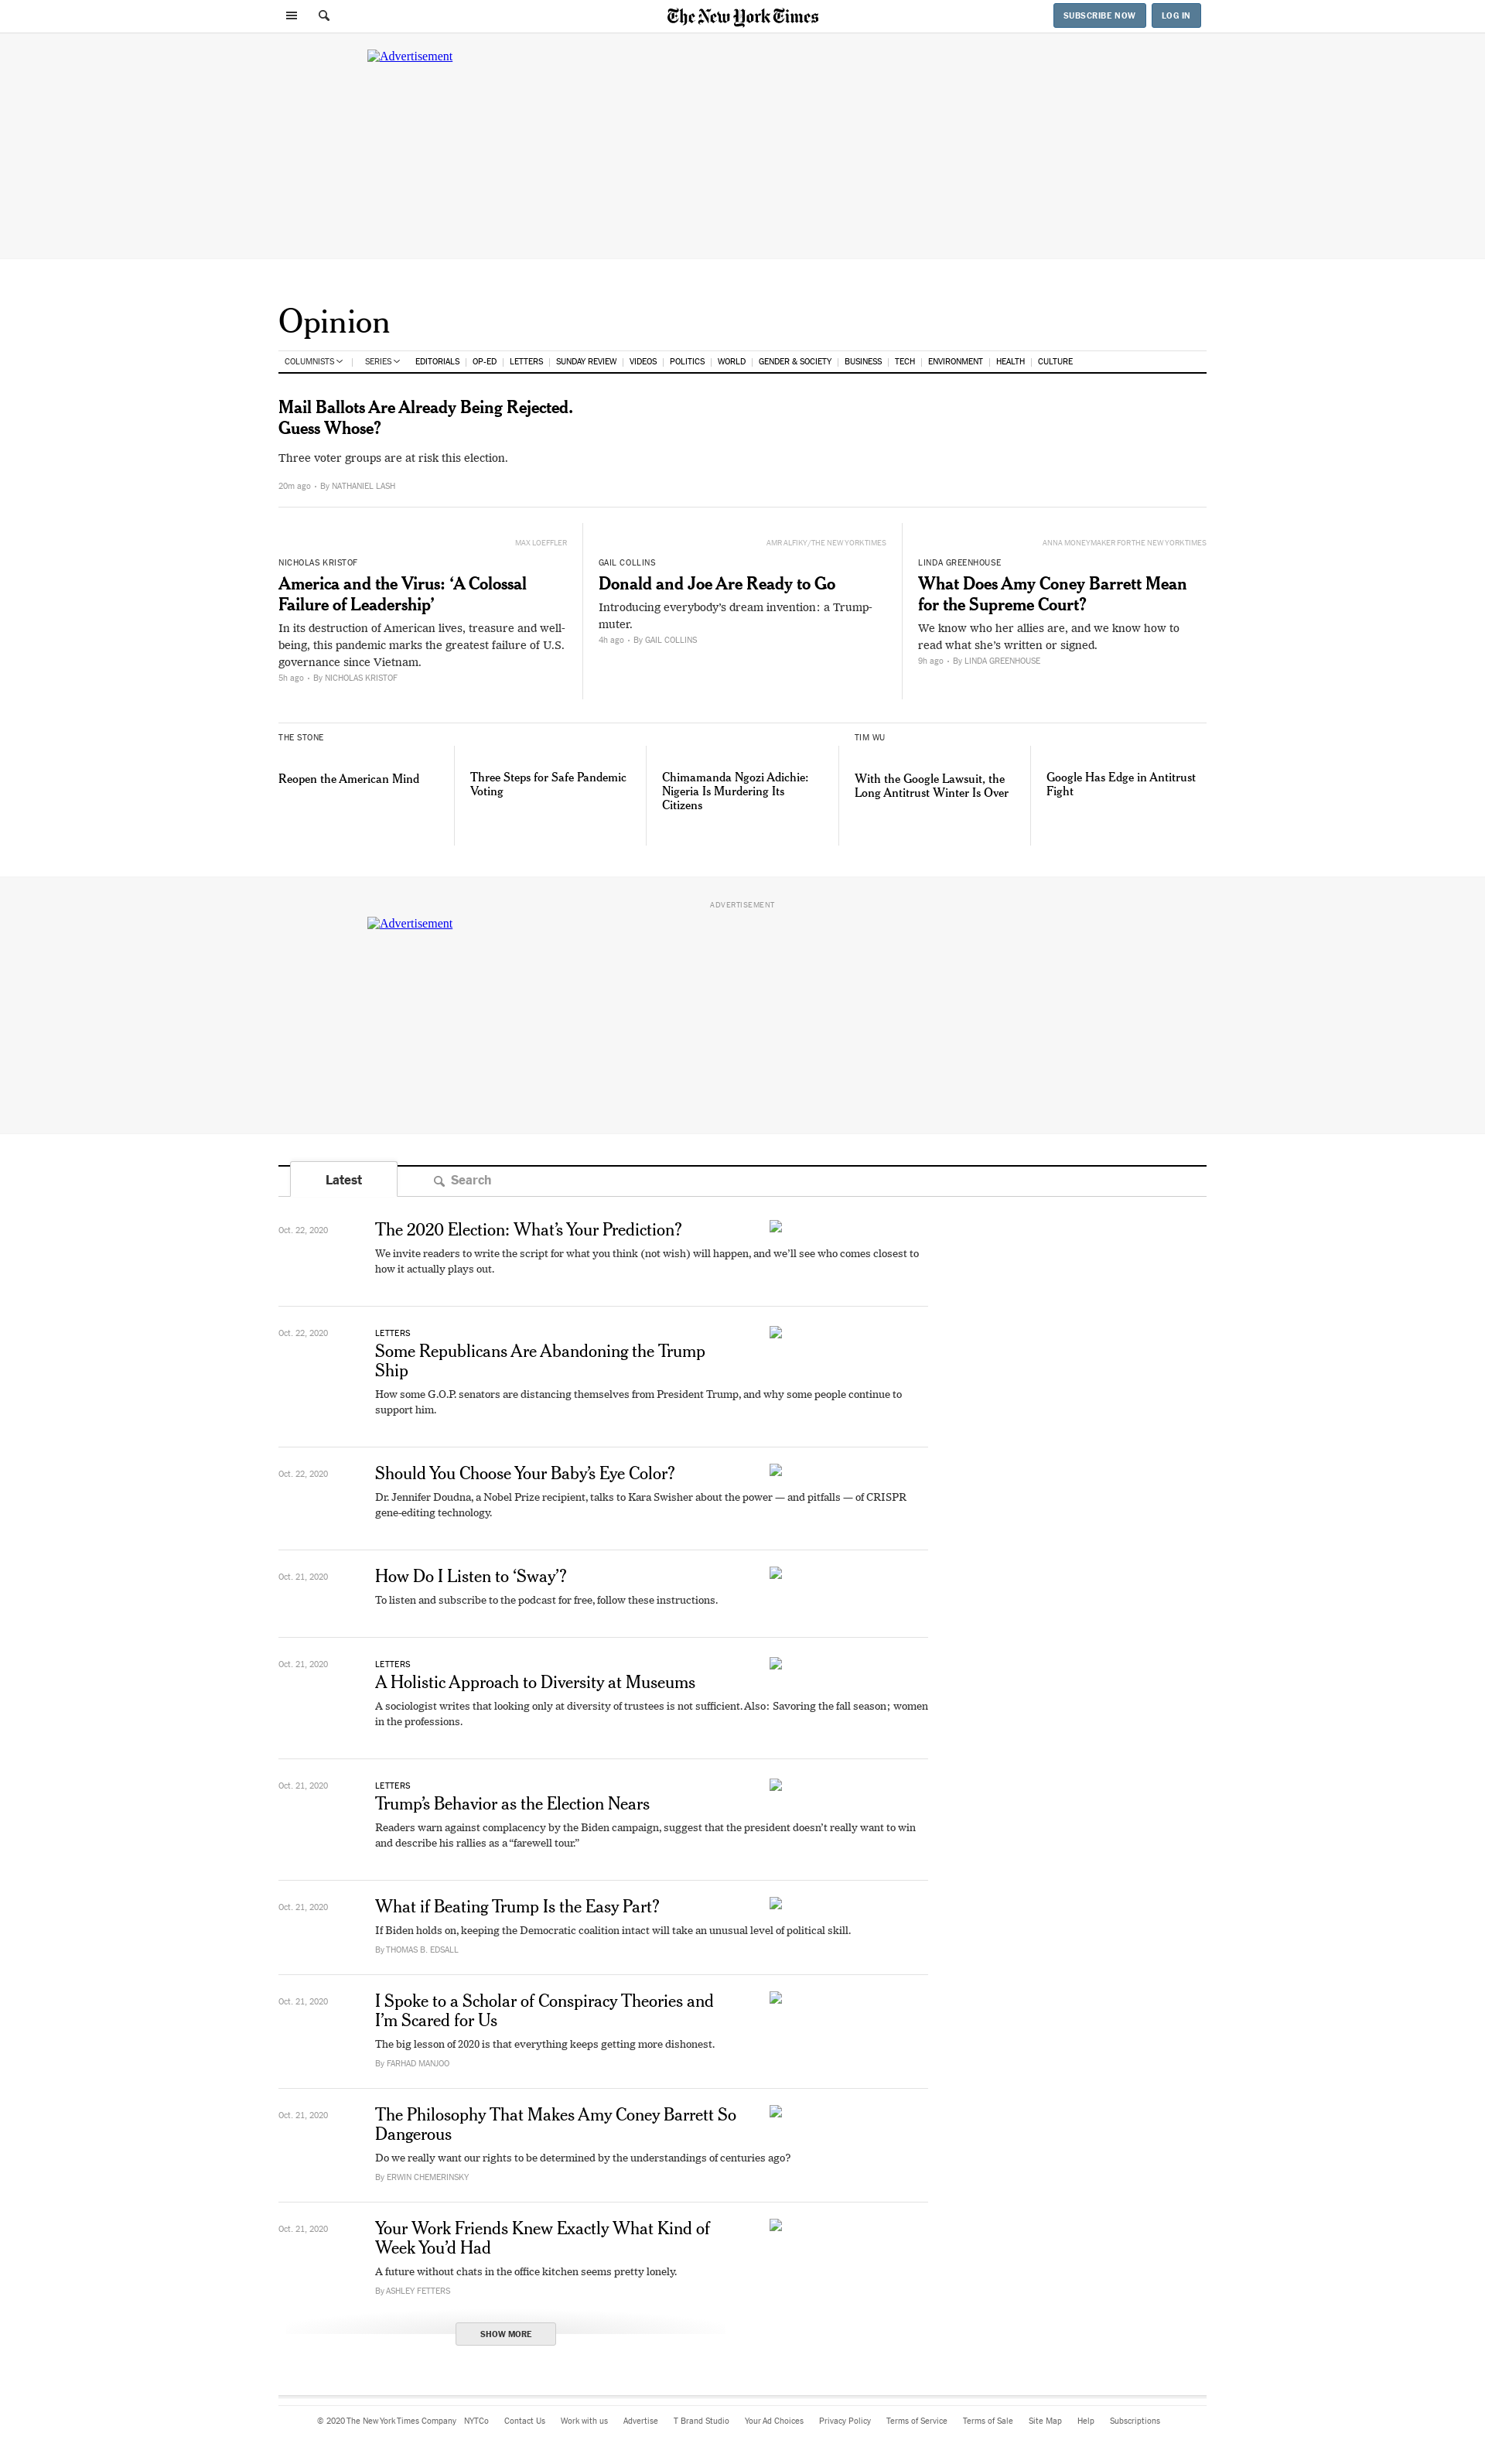 The New York Times
SUBSCRIBE NOW
LOG IN
Advertisement
Opinion
COLUMNISTS SERIES EDITORIALS OP-ED LETTERS SUNDAY REVIEW VIDEOS POLITICS WORLD GENDER & SOCIETY BUSINESS TECH ENVIRONMENT HEALTH CULTURE
Mail Ballots Are Already Being Rejected.
Guess Whose?
Three voter groups are at risk this election.
20m ago • By NATHANIEL LASH
MAX LOEFFLER
NICHOLAS KRISTOF
America and the Virus: ‘A Colossal
Failure of Leadership’
In its destruction of American lives, treasure and well-
being, this pandemic marks the greatest failure of U.S.
governance since Vietnam.
5h ago • By NICHOLAS KRISTOF
AMR ALFIKY/THE NEW YORK TIMES
GAIL COLLINS
Donald and Joe Are Ready to Go
Introducing everybody’s dream invention: a Trump-
muter.
4h ago • By GAIL COLLINS
ANNA MONEYMAKER FOR THE NEW YORK TIMES
LINDA GREENHOUSE
What Does Amy Coney Barrett Mean
for the Supreme Court?
We know who her allies are, and we know how to
read what she’s written or signed.
9h ago • By LINDA GREENHOUSE
THE STONE
Reopen the American Mind
Three Steps for Safe Pandemic
Voting
Chimamanda Ngozi Adichie:
Nigeria Is Murdering Its
Citizens
TIM WU
With the Google Lawsuit, the
Long Antitrust Winter Is Over
Google Has Edge in Antitrust
Fight
ADVERTISEMENT
Advertisement
Latest
Search
Oct. 22, 2020
The 2020 Election: What’s Your Prediction?
We invite readers to write the script for what you think (not wish) will happen, and we’ll see who comes closest to
how it actually plays out.
Oct. 22, 2020
LETTERS
Some Republicans Are Abandoning the Trump
Ship
How some G.O.P. senators are distancing themselves from President Trump, and why some people continue to
support him.
Oct. 22, 2020
Should You Choose Your Baby’s Eye Color?
Dr. Jennifer Doudna, a Nobel Prize recipient, talks to Kara Swisher about the power — and pitfalls — of CRISPR
gene-editing technology.
Oct. 21, 2020
How Do I Listen to ‘Sway’?
To listen and subscribe to the podcast for free, follow these instructions.
Oct. 21, 2020
LETTERS
A Holistic Approach to Diversity at Museums
A sociologist writes that looking only at diversity of trustees is not sufficient. Also: Savoring the fall season; women
in the professions.
Oct. 21, 2020
LETTERS
Trump’s Behavior as the Election Nears
Readers warn against complacency by the Biden campaign, suggest that the president doesn’t really want to win
and describe his rallies as a “farewell tour.”
Oct. 21, 2020
What if Beating Trump Is the Easy Part?
If Biden holds on, keeping the Democratic coalition intact will take an unusual level of political skill.
By THOMAS B. EDSALL
Oct. 21, 2020
I Spoke to a Scholar of Conspiracy Theories and
I’m Scared for Us
The big lesson of 2020 is that everything keeps getting more dishonest.
By FARHAD MANJOO
Oct. 21, 2020
The Philosophy That Makes Amy Coney Barrett So
Dangerous
Do we really want our rights to be determined by the understandings of centuries ago?
By ERWIN CHEMERINSKY
Oct. 21, 2020
Your Work Friends Knew Exactly What Kind of
Week You’d Had
A future without chats in the office kitchen seems pretty lonely.
By ASHLEY FETTERS
SHOW MORE
© 2020 The New York Times Company NYTCo Contact Us Work with us Advertise T Brand Studio Your Ad Choices Privacy Policy Terms of Service Terms of Sale Site Map Help Subscriptions